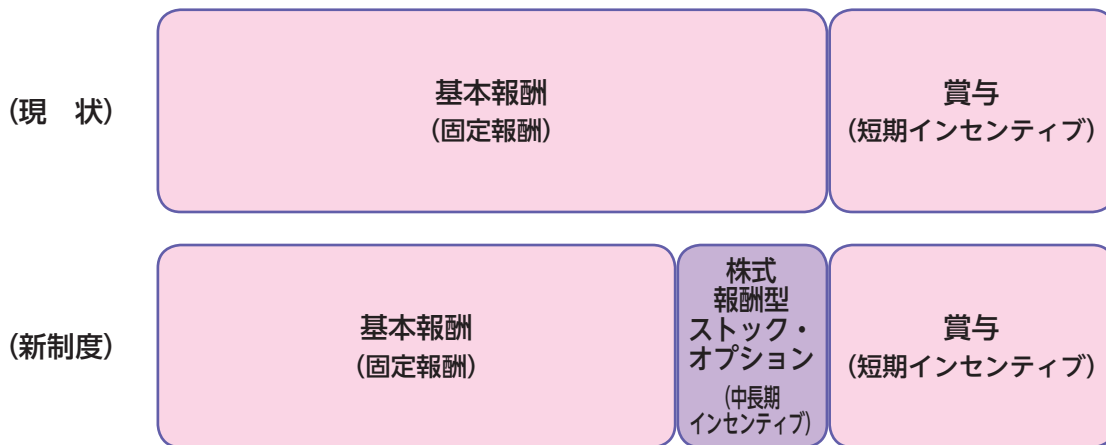 (現　状)
基本報酬
(固定報酬)
賞与
(短期インセンティブ)
(新制度)
基本報酬
(固定報酬)
株式
報酬型
ストック・
オプション
(中長期
インセンティブ)
賞与
(短期インセンティブ)